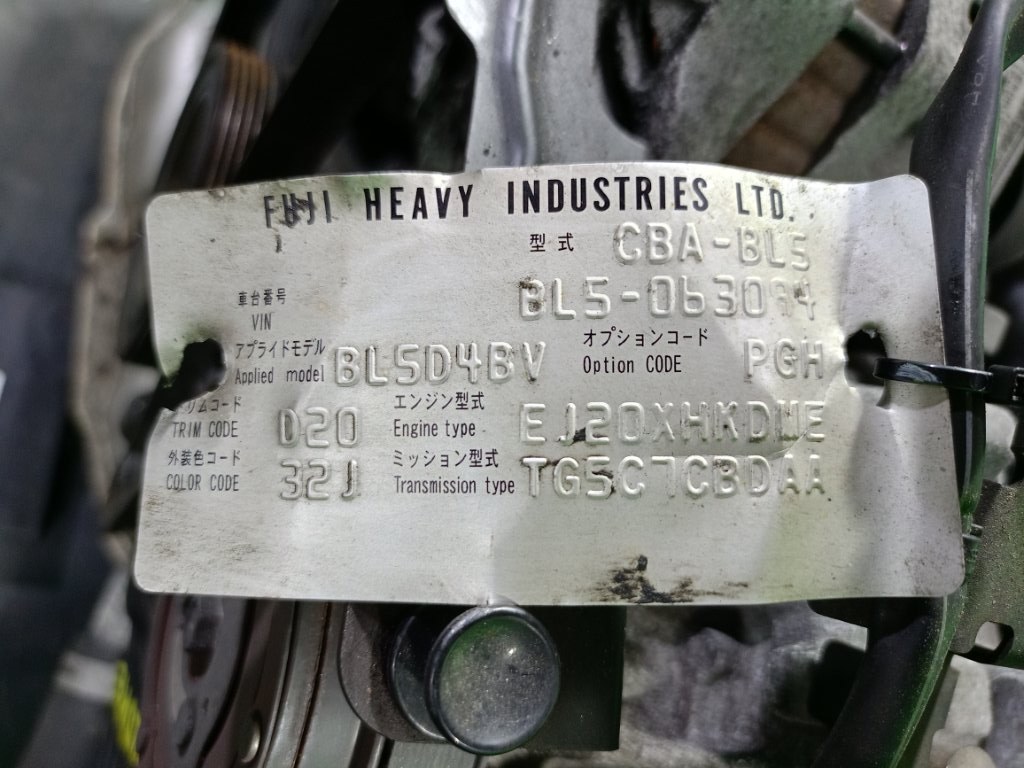 FUJI HEAVY INDUSTRIES LTD.
型式 CBA-BL5
車台番号 BL5-063094
VIN
アプライドモデル オプションコード
Applied model BL5D4BV Option CODE PGH
トリムコード エンジン型式
TRIM CODE D20 Engine type EJ20XHKDME
外装色コード ミッション型式
COLOR CODE 32J Transmission type TG5C7CBDAA